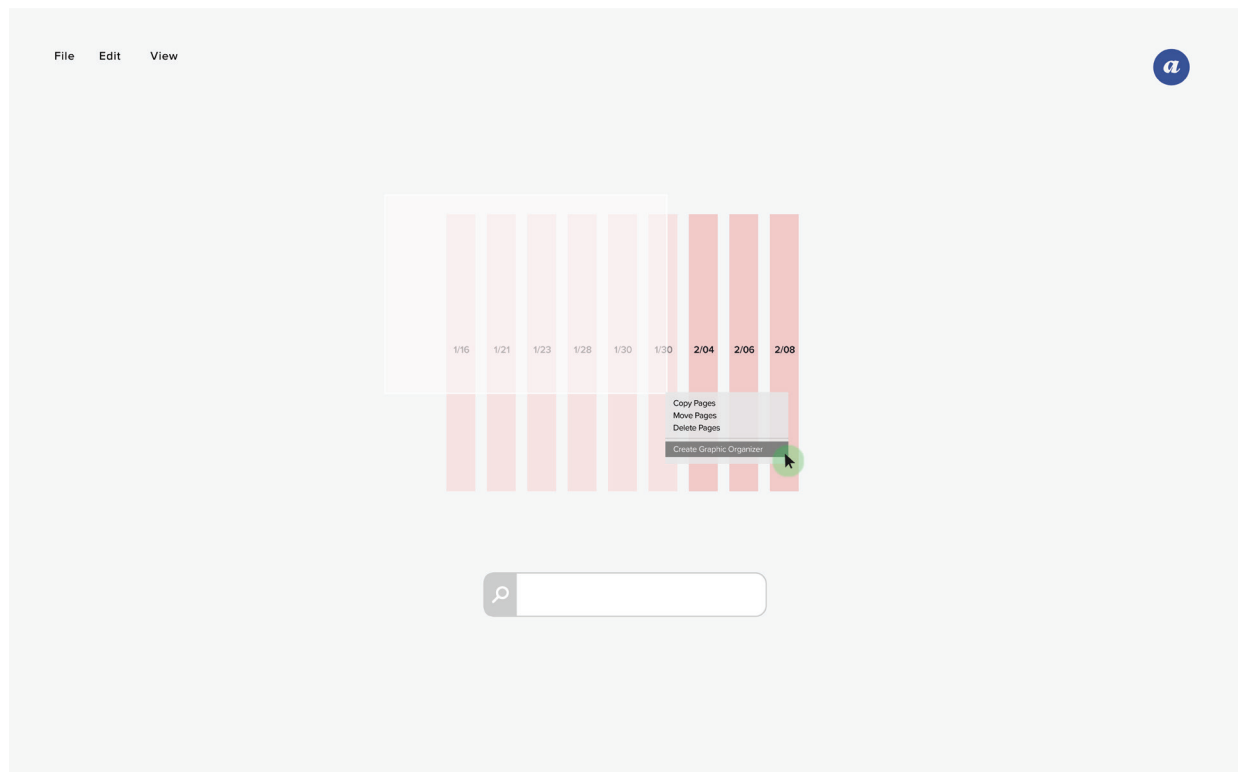 File Edit View
a
1/16 1/21 1/23 1/28 1/30 1/30 2/04 2/06 2/08
Copy Pages
Move Pages
Delete Pages
Create Graphic Organizer